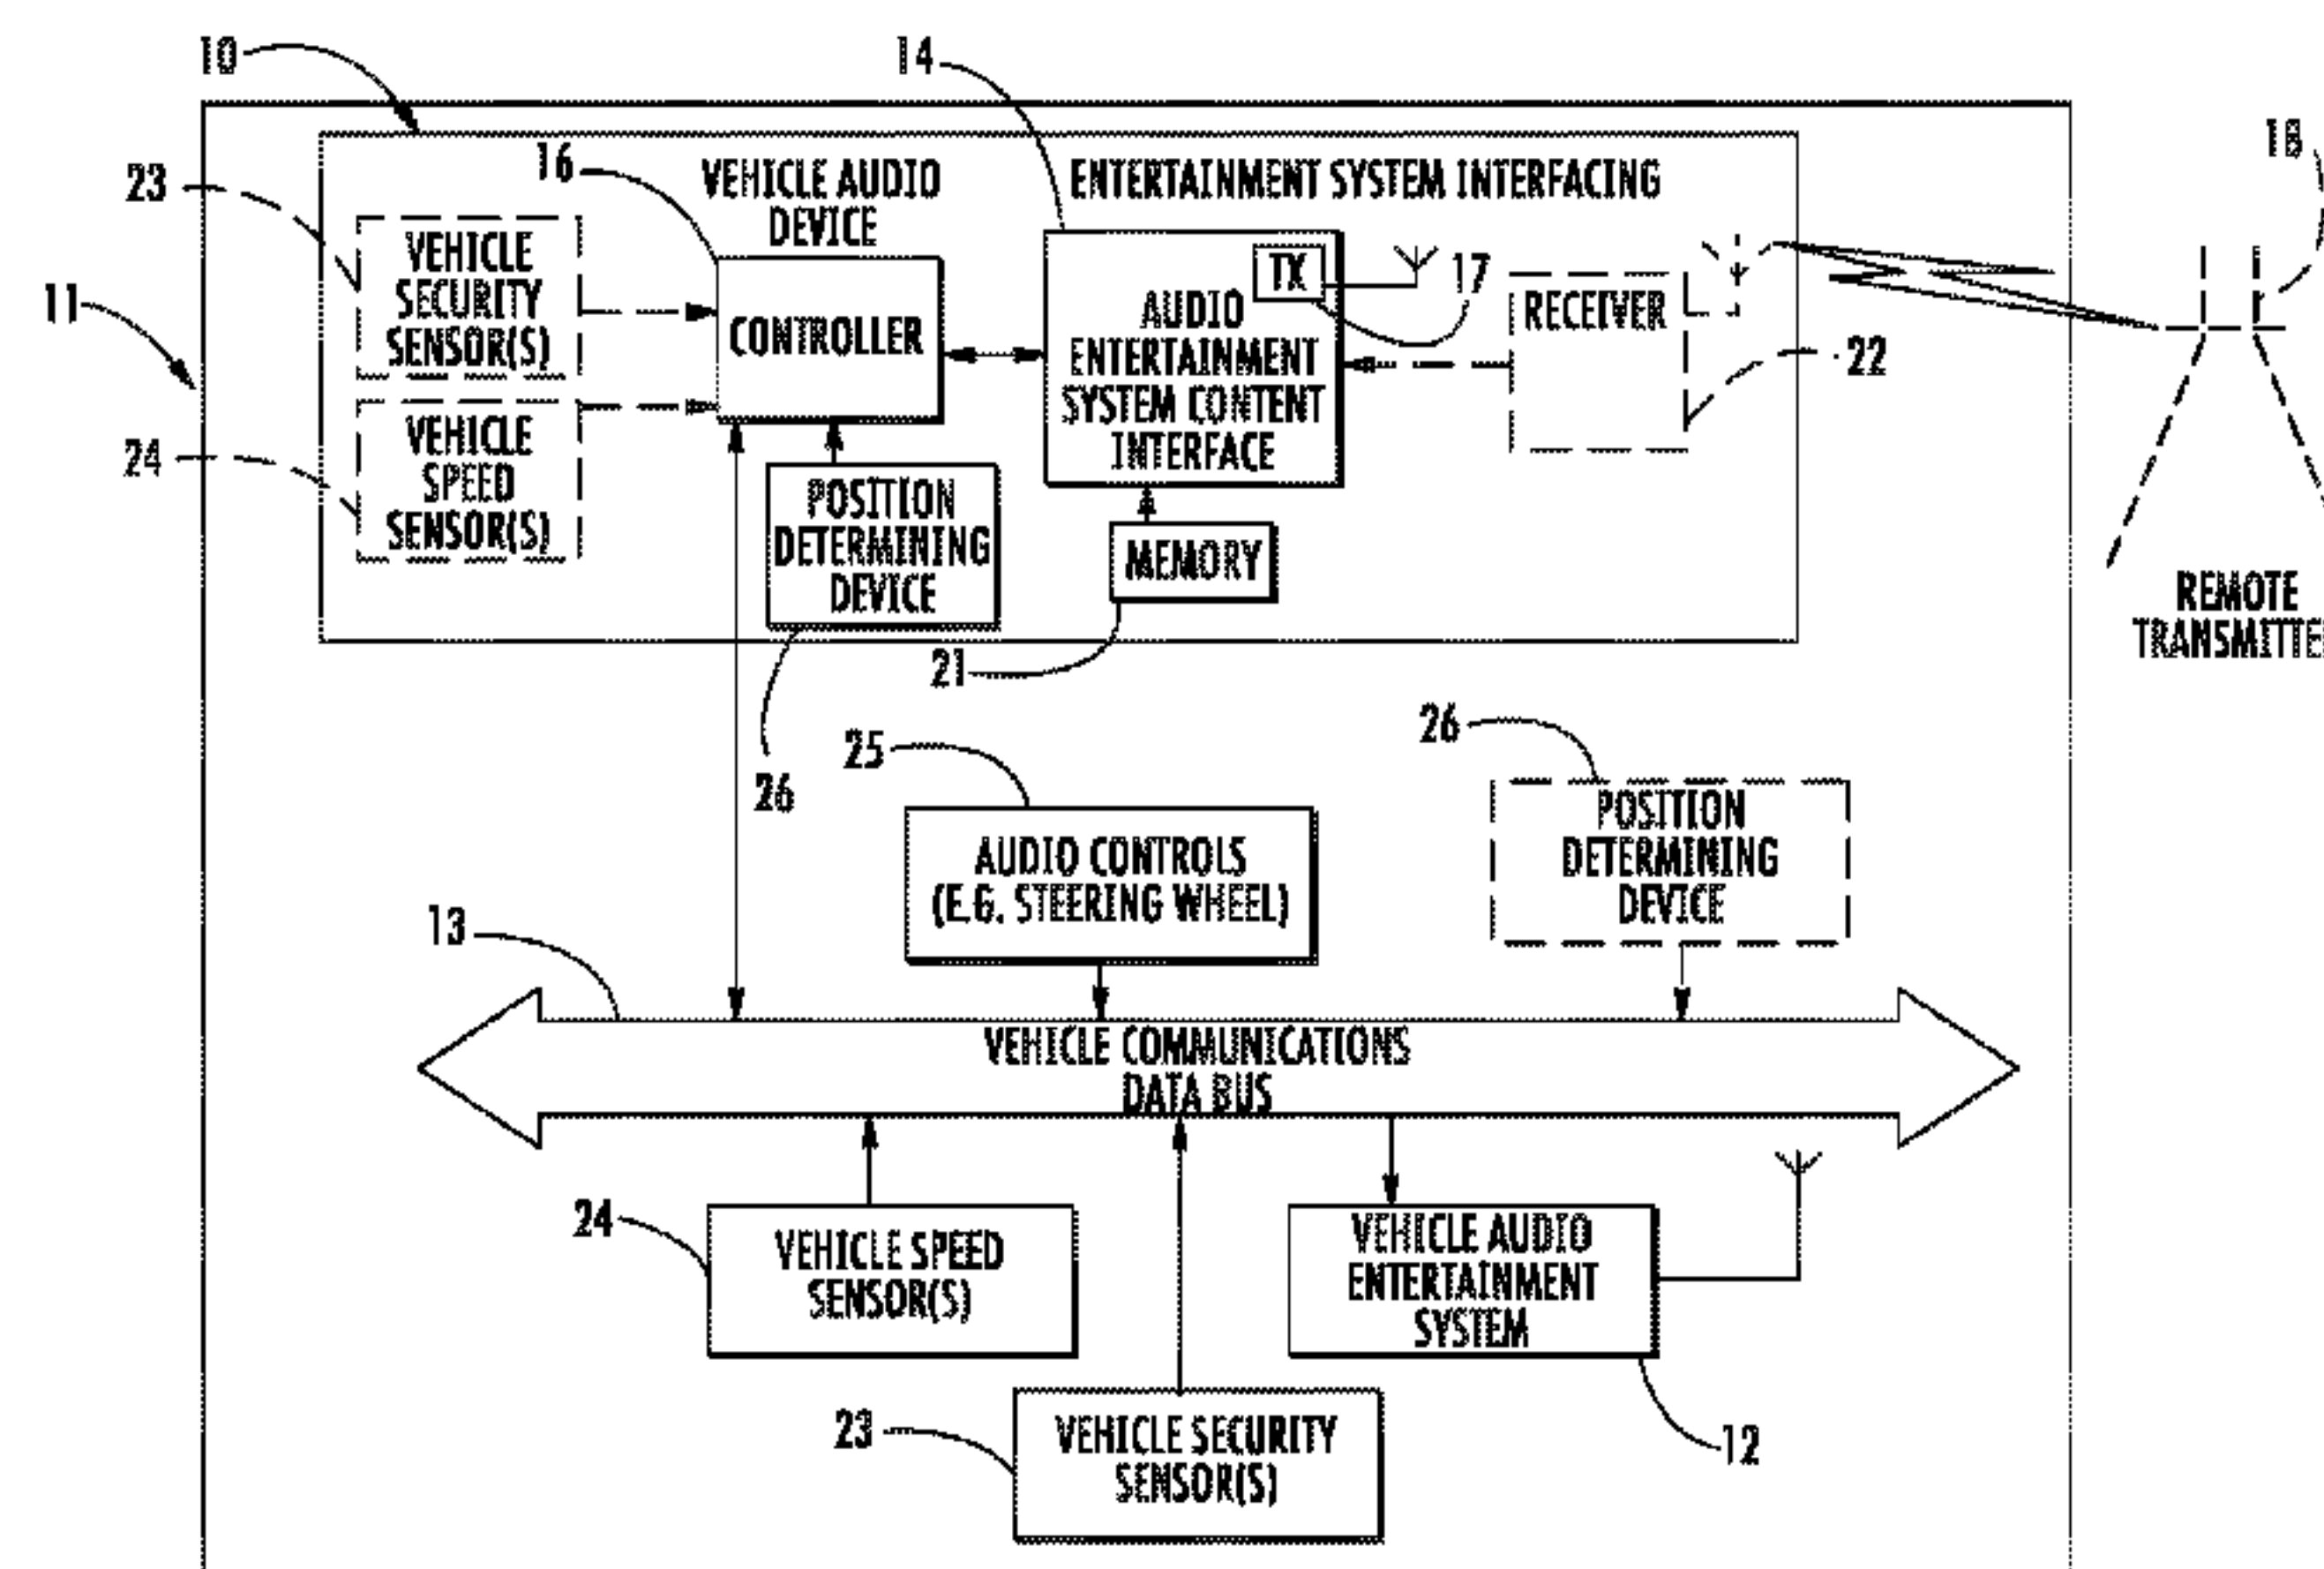 10
14
18
16
VEHICLE AUDIO
DEVICE
ENTERTAINMENT SYSTEM INTERFACING
23
VEHICLE
SECURITY
SENSOR(S)
11
CONTROLLER
TX
17
AUDIO
ENTERTAINMENT
SYSTEM CONTENT
INTERFACE
RECEIVER
22
24
VEHICLE
SPEED
SENSOR(S)
POSITION
DETERMINING
DEVICE
MEMORY
REMOTE
21
26
25
AUDIO CONTROLS
(E.G. STEERING WHEEL)
26
POSITION
DETERMINING
DEVICE
13
VEHICLE COMMUNICATIONS
DATA BUS
24
VEHICLE SPEED
SENSOR(S)
VEHICLE AUDIO
ENTERTAINMENT
SYSTEM
23
VEHICLE SECURITY
SENSOR(S)
12